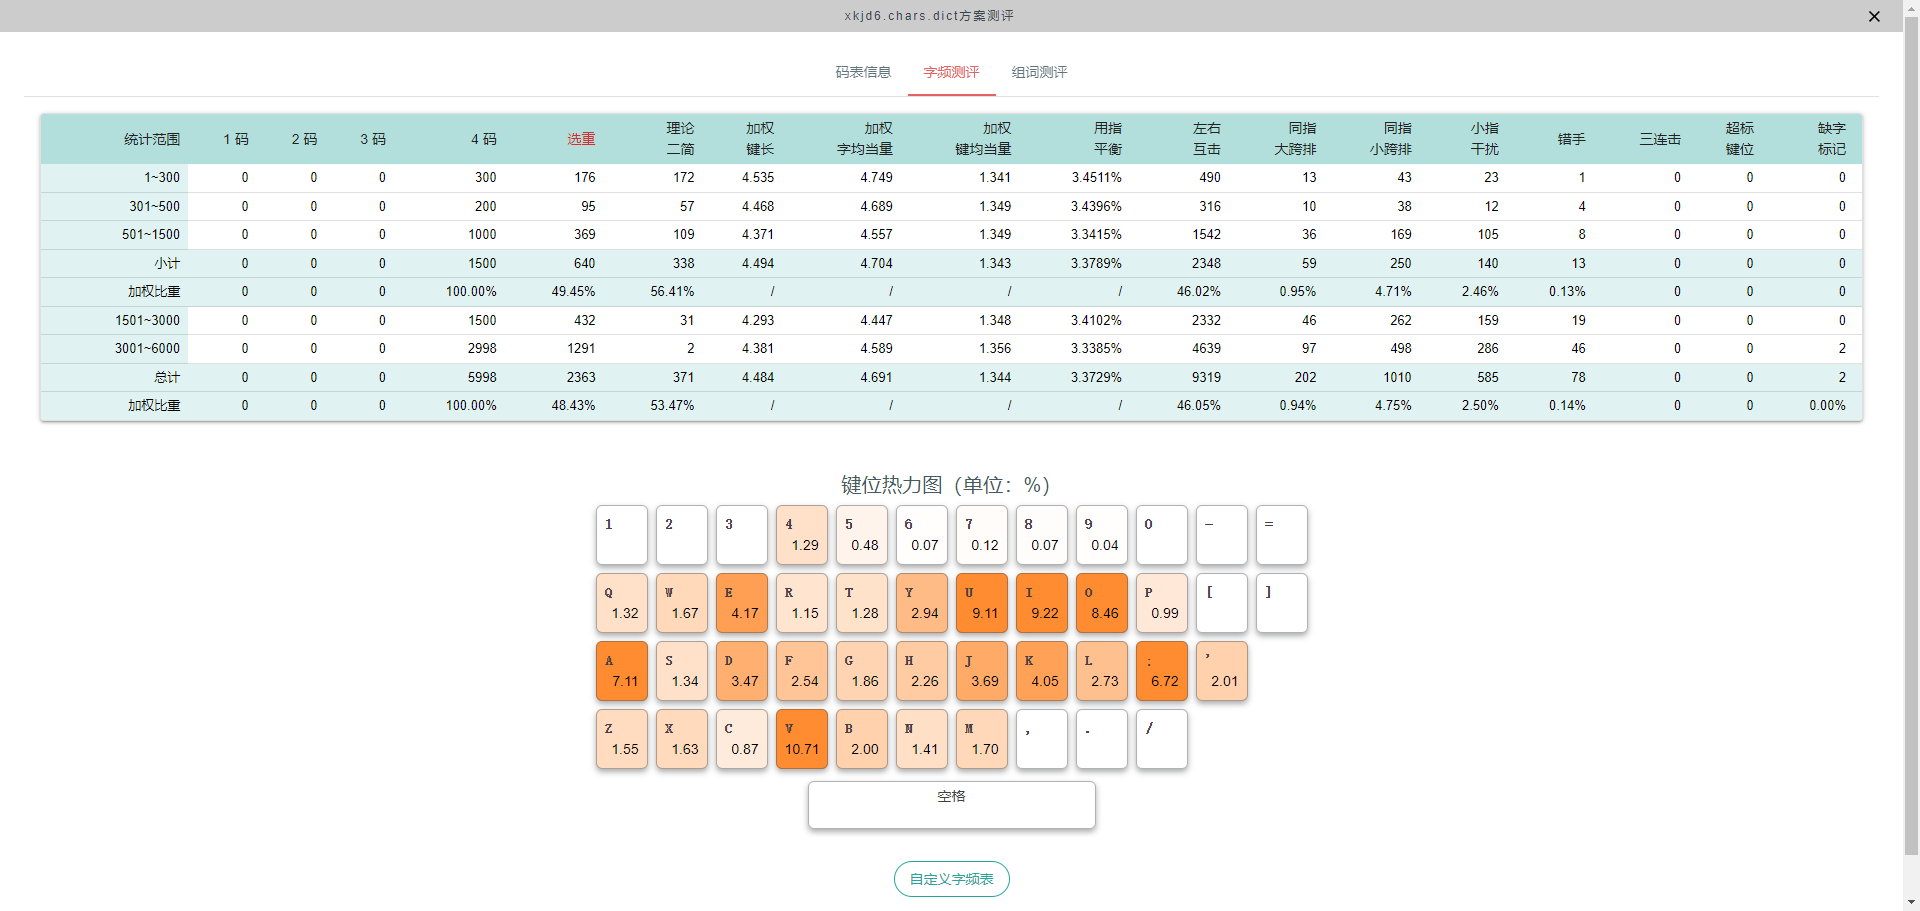 xkjd6.chars.dict方案测评
码表信息 字频测评 组词测评
统计范围 1 码 2 码 3 码 4 码 选重 理论二简 加权键长 加权字均当量 加权键均当量 用指平衡 左右互击 同指大跨排 同指小跨排 小指干扰 错手 三连击 超标键位 缺字标记
1~300 0 0 0 300 176 172 4.535 4.749 1.341 3.4511% 490 13 43 23 1 0 0 0
301~500 0 0 0 200 95 57 4.468 4.689 1.349 3.4396% 316 10 38 12 4 0 0 0
501~1500 0 0 0 1000 369 109 4.371 4.557 1.349 3.3415% 1542 36 169 105 8 0 0 0
小计 0 0 0 1500 640 338 4.494 4.704 1.343 3.3789% 2348 59 250 140 13 0 0 0
加权比重 0 0 0 100.00% 49.45% 56.41% / / / / 46.02% 0.95% 4.71% 2.46% 0.13% 0 0 0
1501~3000 0 0 0 1500 432 31 4.293 4.447 1.348 3.4102% 2332 46 262 159 19 0 0 0
3001~6000 0 0 0 2998 1291 2 4.381 4.589 1.356 3.3385% 4639 97 498 286 46 0 0 2
总计 0 0 0 5998 2363 371 4.484 4.691 1.344 3.3729% 9319 202 1010 585 78 0 0 2
加权比重 0 0 0 100.00% 48.43% 53.47% / / / / 46.05% 0.94% 4.75% 2.50% 0.14% 0 0 0.00%
键位热力图（单位：%）
1 2 3 4 5 6 7 8 9 0 - =
1.29 0.48 0.07 0.12 0.07 0.04
Q W E R T Y U I O P [ ]
1.32 1.67 4.17 1.15 1.28 2.94 9.11 9.22 8.46 0.99
A S D F G H J K L ; '
7.11 1.34 3.47 2.54 1.86 2.26 3.69 4.05 2.73 6.72 2.01
Z X C V B N M , . /
1.55 1.63 0.87 10.71 2.00 1.41 1.70
空格
自定义字频表